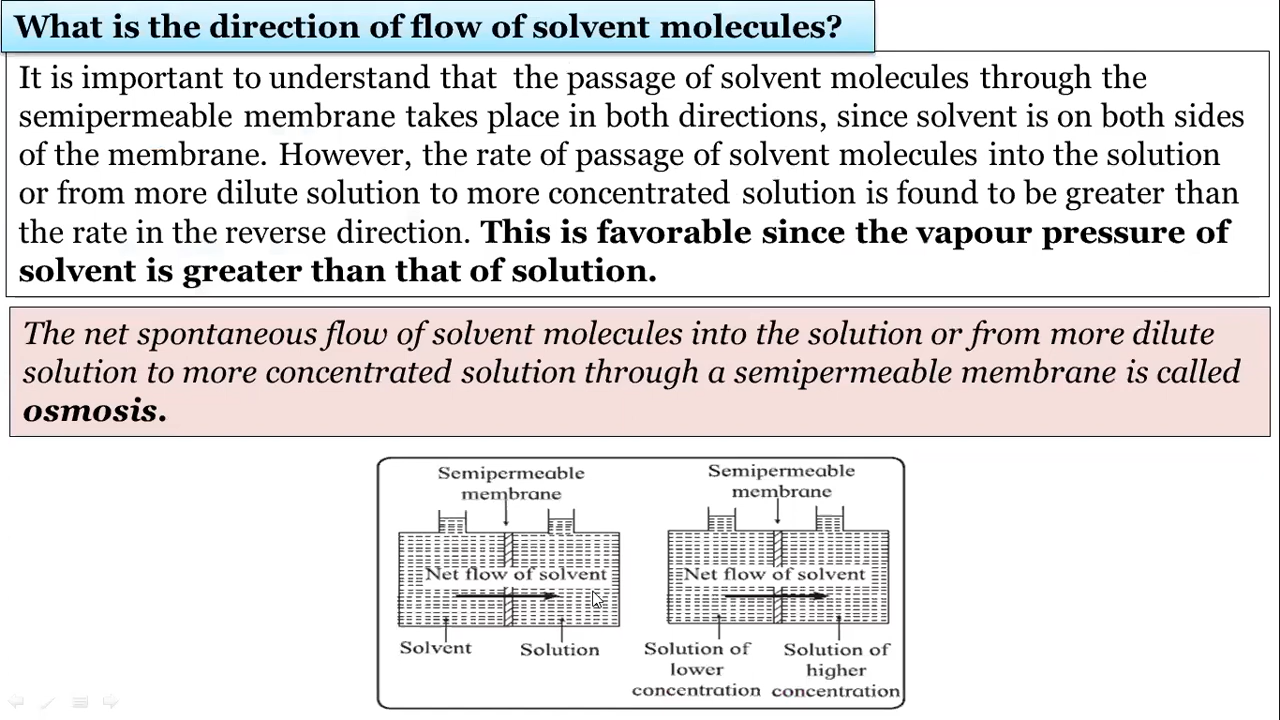 What is the direction of flow of solvent molecules?
It is important to understand that the passage of solvent molecules through the
semipermeable membrane takes place in both directions, since solvent is on both sides
of the membrane. However, the rate of passage of solvent molecules into the solution
or from more dilute solution to more concentrated solution is found to be greater than
the rate in the reverse direction. This is favorable since the vapour pressure of
solvent is greater than that of solution.
The net spontaneous flow of solvent molecules into the solution or from more dilute
solution to more concentrated solution through a semipermeable membrane is called
osmosis.
Semipermeable
membrane
Net flow of solvent
Solvent
Solution
Semipermeable
membrane
Net flow of solvent
Solution of
lower
concentration
Solution of
higher
concentration